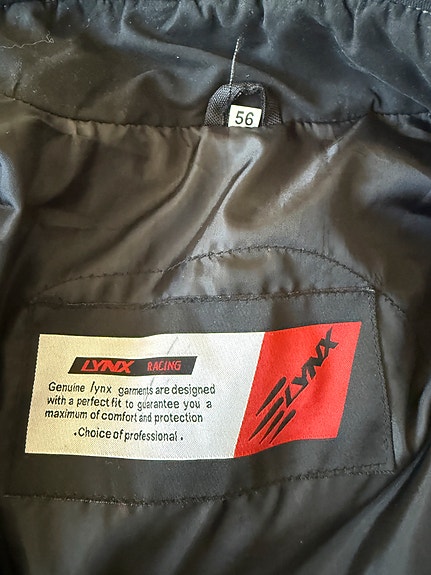 56
LYNX RACING
Genuine lynx garments are designed
with a perfect fit to guarantee you a
maximum of comfort and protection
.Choice of professional.
LYNX